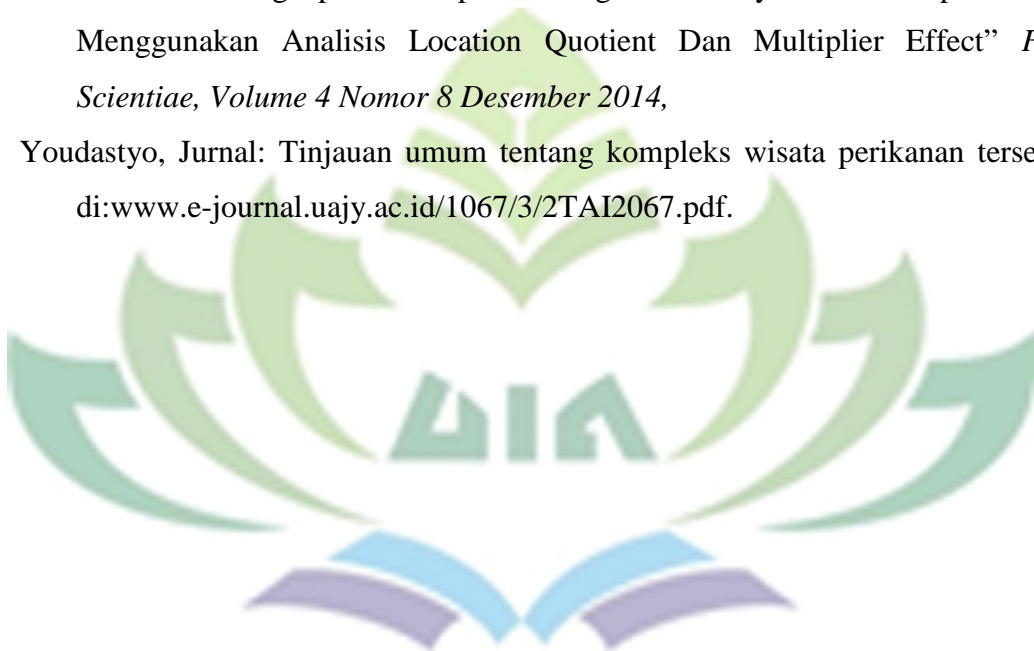 Menggunakan Analisis Location Quotient Dan Multiplier Effect”
Scientiae, Volume 4 Nomor 8 Desember 2014,
Youdastyo, Jurnal: Tinjauan umum tentang kompleks wisata perikanan
di:www.e-journal.uajy.ac.id/1067/3/2TAI2067.pdf.
UIN